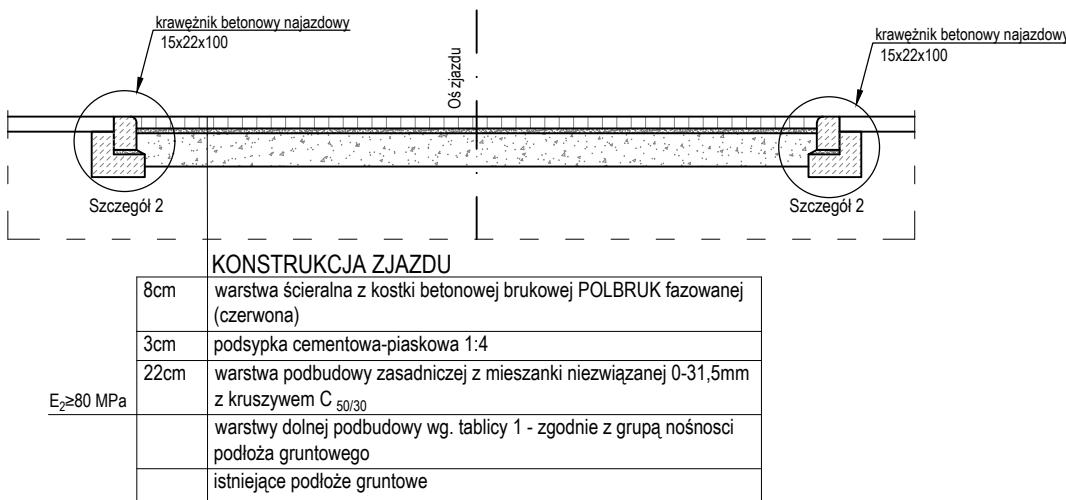 krawężnik betonowy najazdowy
15x22x100
krawężnik betonowy najazdowy
15x22x100
Oś zjazdu
Szczegół 2
Szczegół 2
KONSTRUKCJA ZJAZDU
8cm warstwa ścieralna z kostki betonowej brukowej POLBRUK fazowanej
(czerwona)
3cm podsypka cementowa-piaskowa 1:4
22cm warstwa podbudowy zasadniczej z mieszanki niezwiązanej 0-31,5mm
E₂≥80 MPa z kruszywem C 50/30
warstwy dolnej podbudowy wg. tablicy 1 - zgodnie z grupą nośnosci
podłoża gruntowego
istniejące podłoże gruntowe